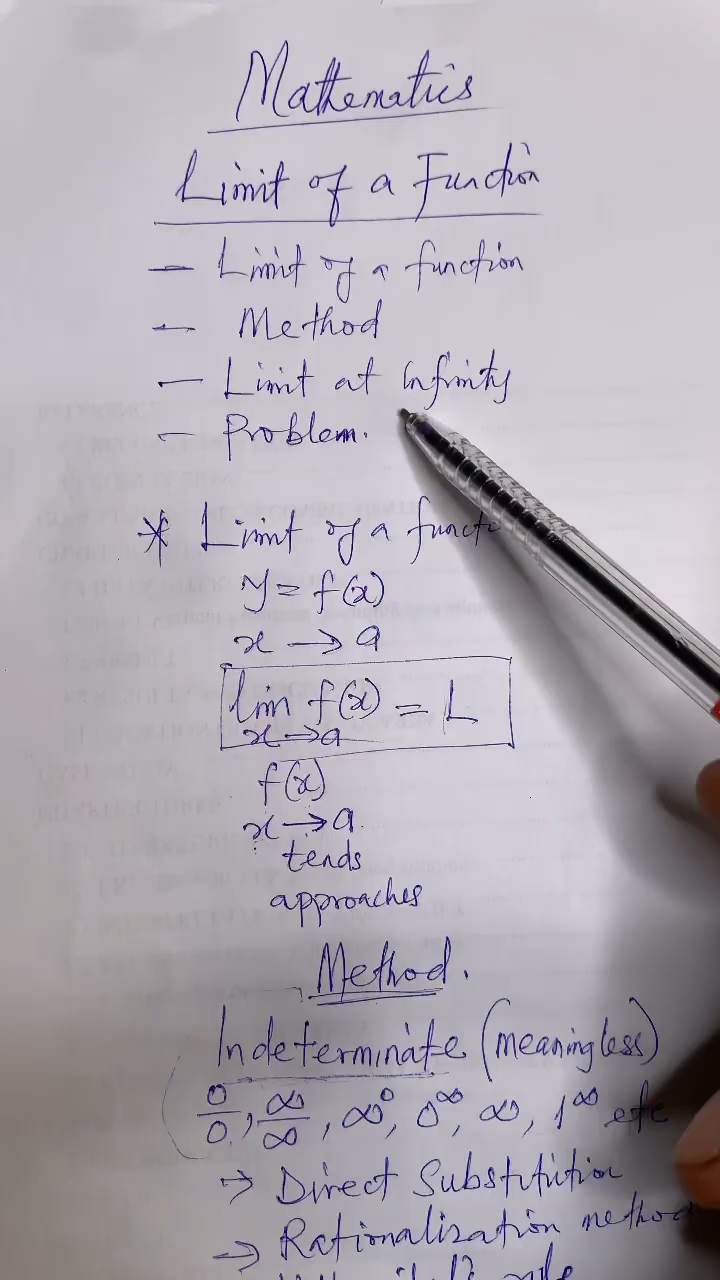 Mathematics
Limit of a Function
— Limit of a function
— Method
— Limit at infinity
— Problem.
* Limit of a functi
y = f(x)
x → a
lim f(x) = L
x→a
f(x)
x → a
tends
approaches
Method.
Indeterminate (meaningless)
0/0, ∞/∞, ∞⁰, 0^∞, ∞, 1^∞ etc
→ Direct Substitution
→ Rationalization method